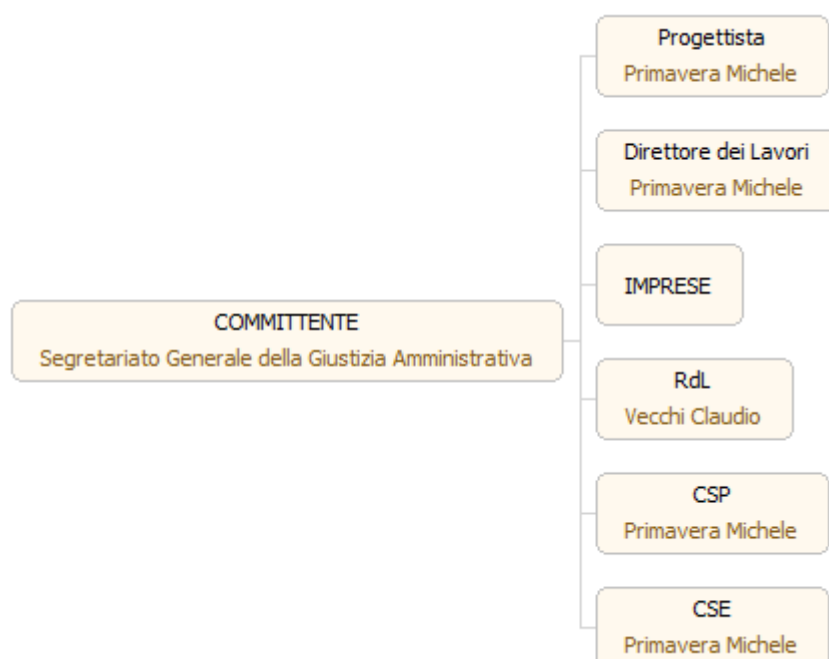 Progettista
Primavera Michele
Direttore dei Lavori
Primavera Michele
IMPRESE
COMMITTENTE
Segretariato Generale della Giustizia Amministrativa
RdL
Vecchi Claudio
CSP
Primavera Michele
CSE
Primavera Michele